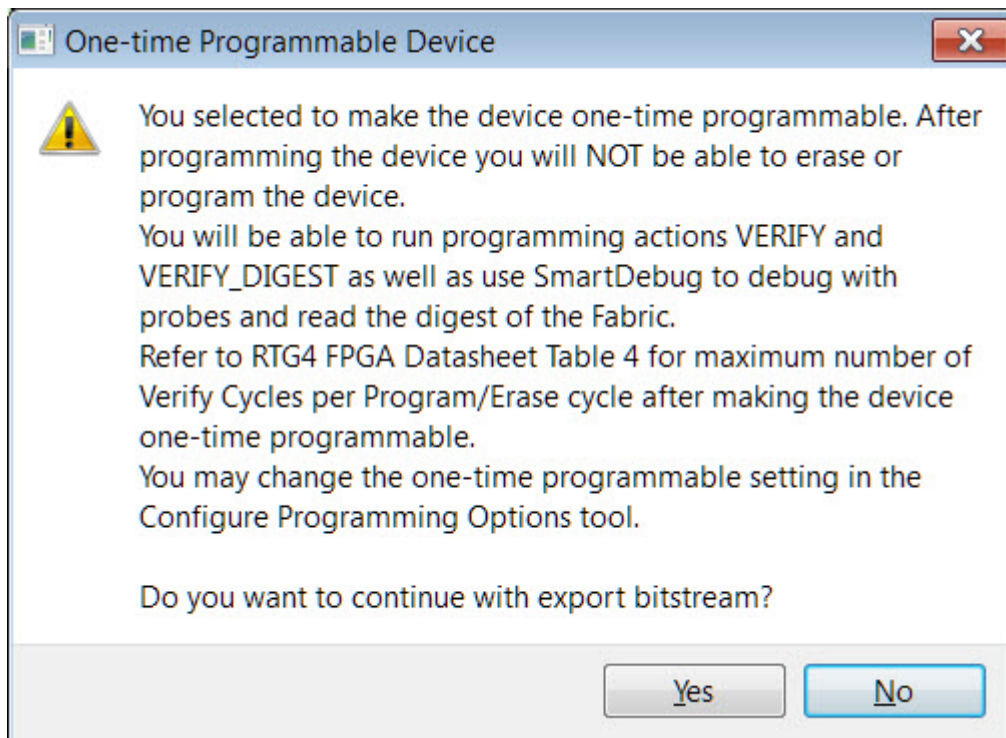 One-time Programmable Device
You selected to make the device one-time programmable. After
programming the device you will NOT be able to erase or
program the device.
You will be able to run programming actions VERIFY and
VERIFY_DIGEST as well as use SmartDebug to debug with
probes and read the digest of the Fabric.
Refer to RTG4 FPGA Datasheet Table 4 for maximum number of
Verify Cycles per Program/Erase cycle after making the device
one-time programmable.
You may change the one-time programmable setting in the
Configure Programming Options tool.
Do you want to continue with export bitstream?
Yes No